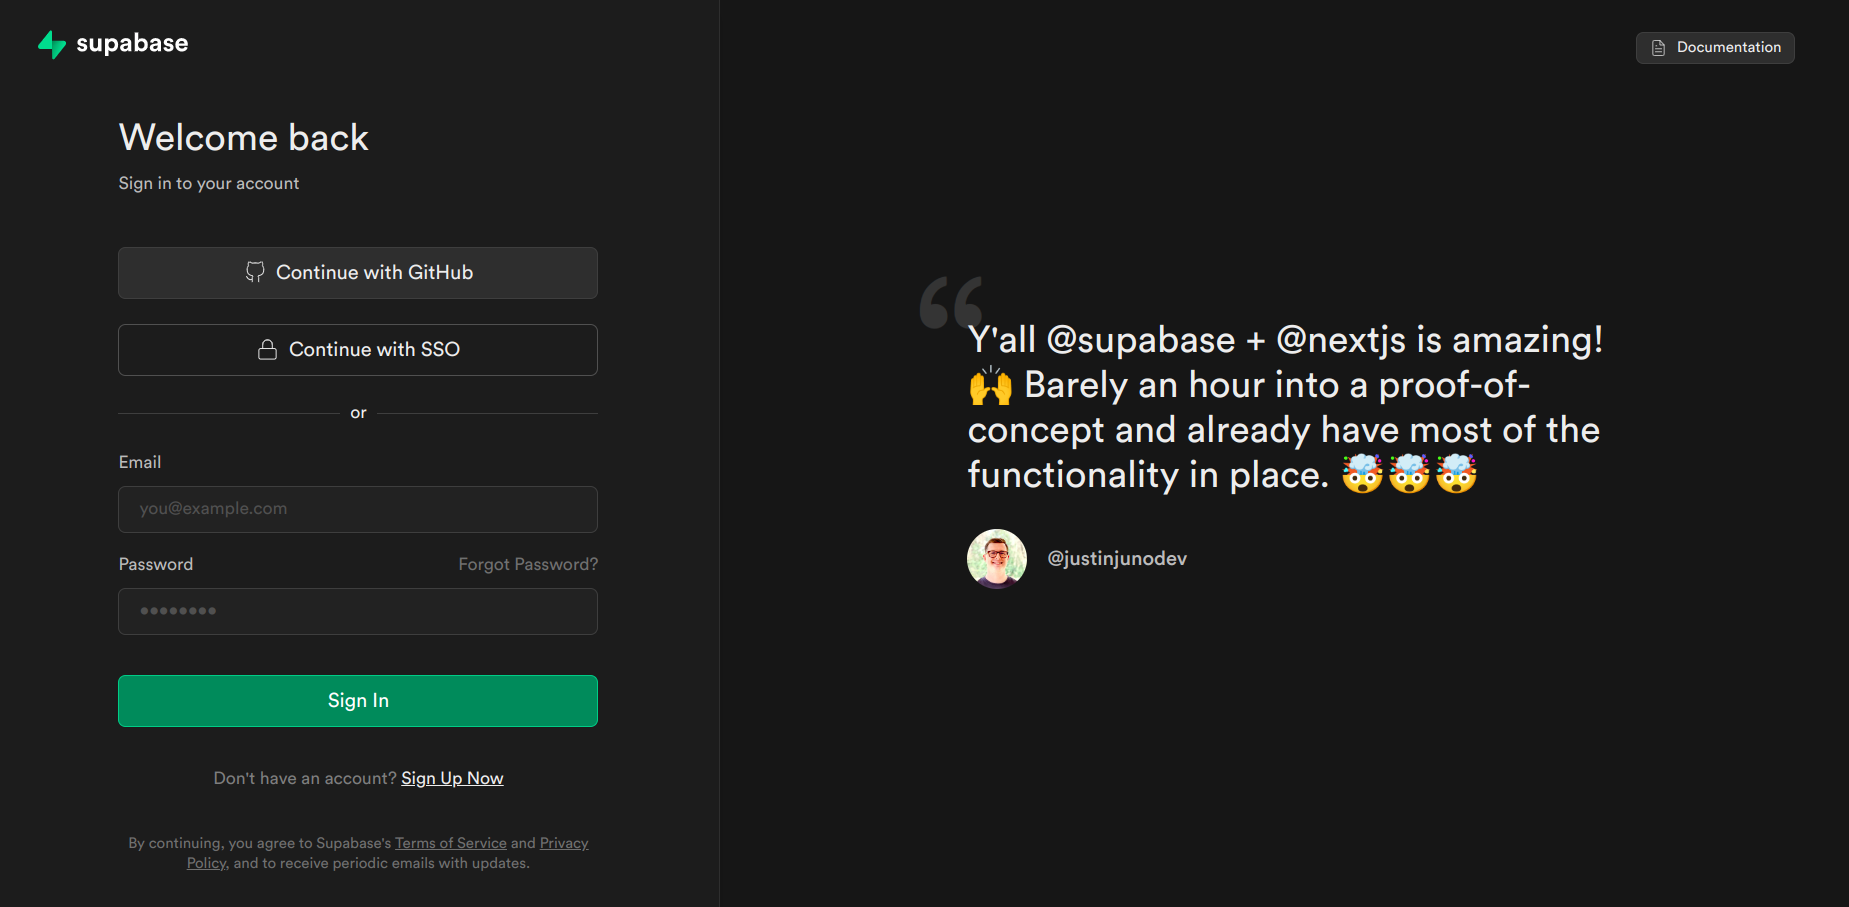 supabase
Documentation
Welcome back
Sign in to your account
Continue with GitHub
Continue with SSO
or
Email
you@example.com
Password
Forgot Password?
••••••••
Sign In
Don't have an account? Sign Up Now
By continuing, you agree to Supabase's Terms of Service and Privacy
Policy, and to receive periodic emails with updates.
“
Y'all @supabase + @nextjs is amazing!
🙌 Barely an hour into a proof-of-
concept and already have most of the
functionality in place. 🤯🤯🤯
@justinjunodev